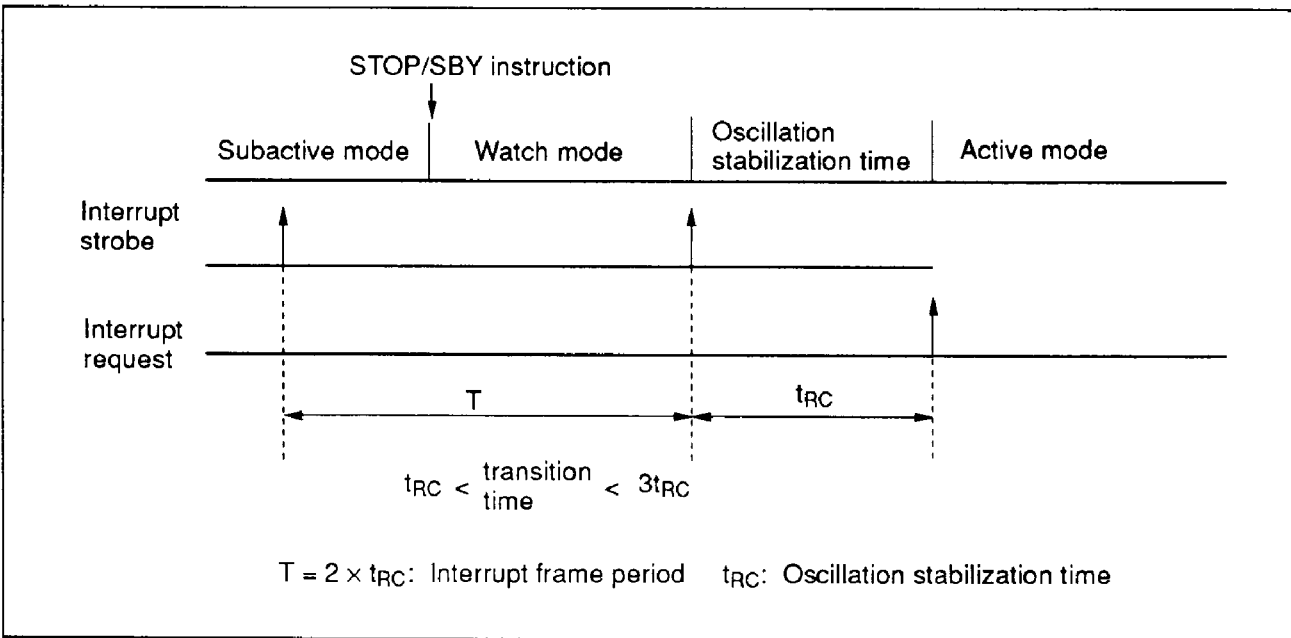 STOP/SBY instruction
Subactive mode
Watch mode
Oscillation
stabilization time
Active mode
Interrupt
strobe
Interrupt
request
T
tRC
tRC < transition time < 3tRC
T = 2 × tRC: Interrupt frame period tRC: Oscillation stabilization time